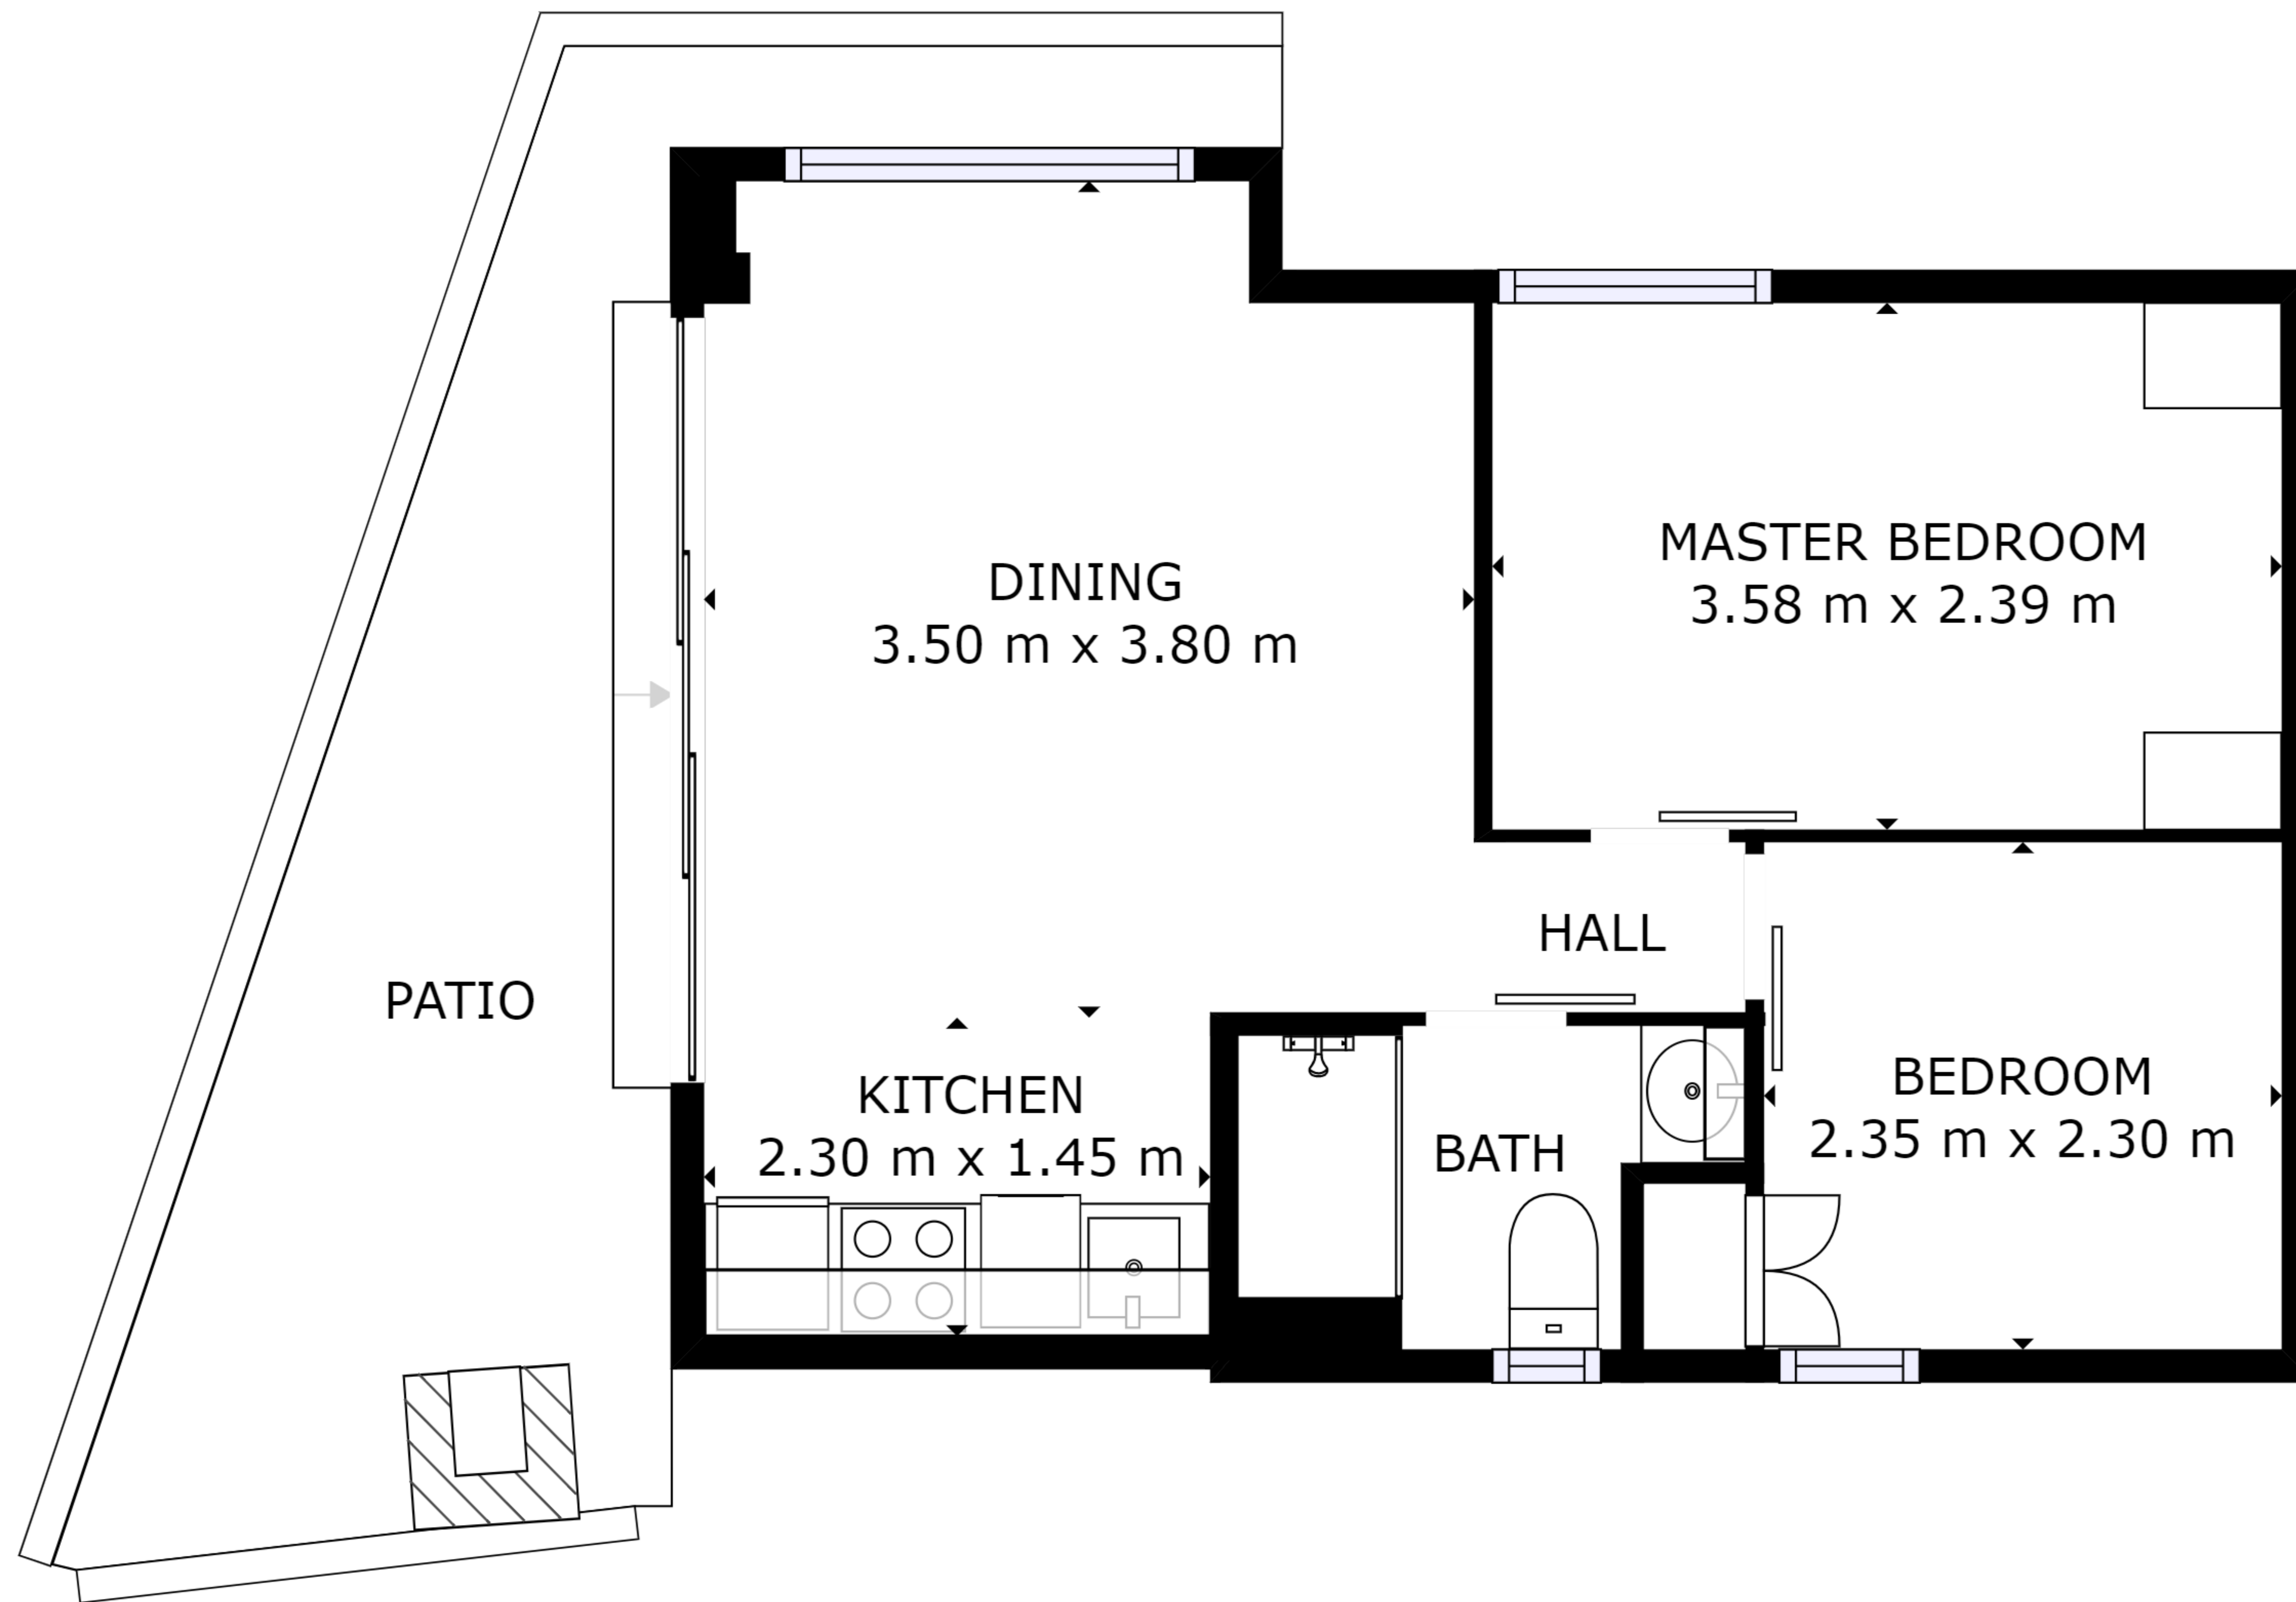 DINING
3.50 m x 3.80 m
MASTER BEDROOM
3.58 m x 2.39 m
HALL
PATIO
KITCHEN
2.30 m x 1.45 m
BATH
BEDROOM
2.35 m x 2.30 m